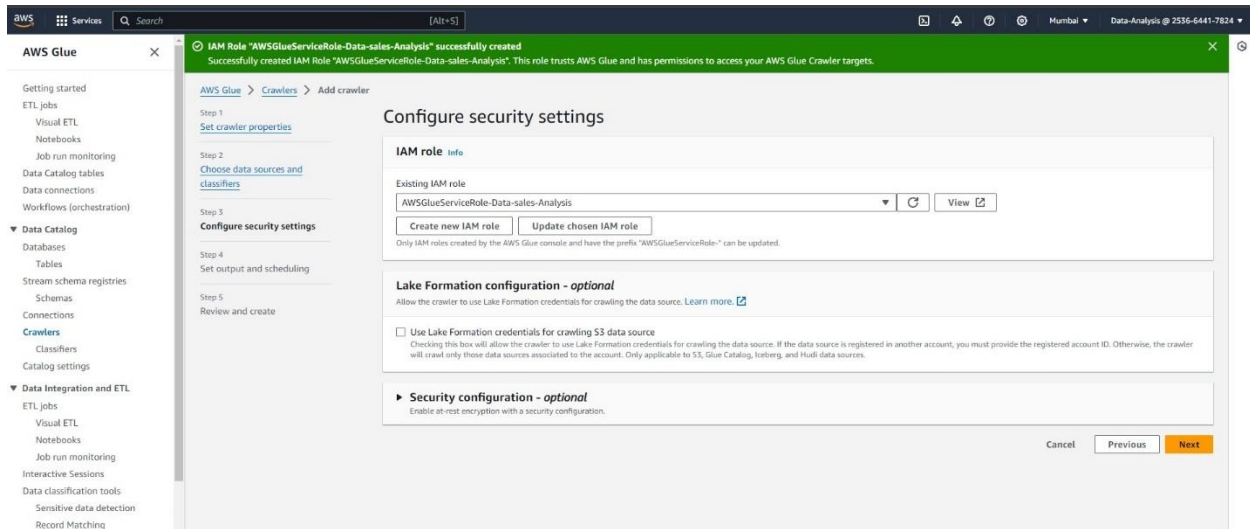 aws Services Search [Alt+S] Mumbai Data-Analysis @ 2536-6441-7824
AWS Glue
Getting started
ETL jobs
Visual ETL
Notebooks
Job run monitoring
Data Catalog tables
Data connections
Workflows (orchestration)
Data Catalog
Databases
Tables
Stream schema registries
Schemas
Connections
Crawlers
Classifiers
Catalog settings
Data Integration and ETL
ETL jobs
Visual ETL
Notebooks
Job run monitoring
Interactive Sessions
Data classification tools
Sensitive data detection
Record Matching
IAM Role "AWSGlueServiceRole-Data-sales-Analysis" successfully created
Successfully created IAM Role "AWSGlueServiceRole-Data-sales-Analysis". This role trusts AWS Glue and has permissions to access your AWS Glue Crawler targets.
AWS Glue > Crawlers > Add crawler
Step 1
Set crawler properties
Step 2
Choose data sources and
classifiers
Step 3
Configure security settings
Step 4
Set output and scheduling
Step 5
Review and create
Configure security settings
IAM role Info
Existing IAM role
AWSGlueServiceRole-Data-sales-Analysis View
Create new IAM role Update chosen IAM role
Only IAM roles created by the AWS Glue console and have the prefix "AWSGlueServiceRole-" can be updated.
Lake Formation configuration - optional
Allow the crawler to use Lake Formation credentials for crawling the data source. Learn more.
Use Lake Formation credentials for crawling S3 data source
Checking this box will allow the crawler to use Lake Formation credentials for crawling the data source. If the data source is registered in another account, you must provide the registered account ID. Otherwise, the crawler
will crawl only those data sources associated to the account. Only applicable to S3, Glue Catalog, Iceberg, and Hudi data sources.
Security configuration - optional
Enable at-rest encryption with a security configuration.
Cancel Previous Next